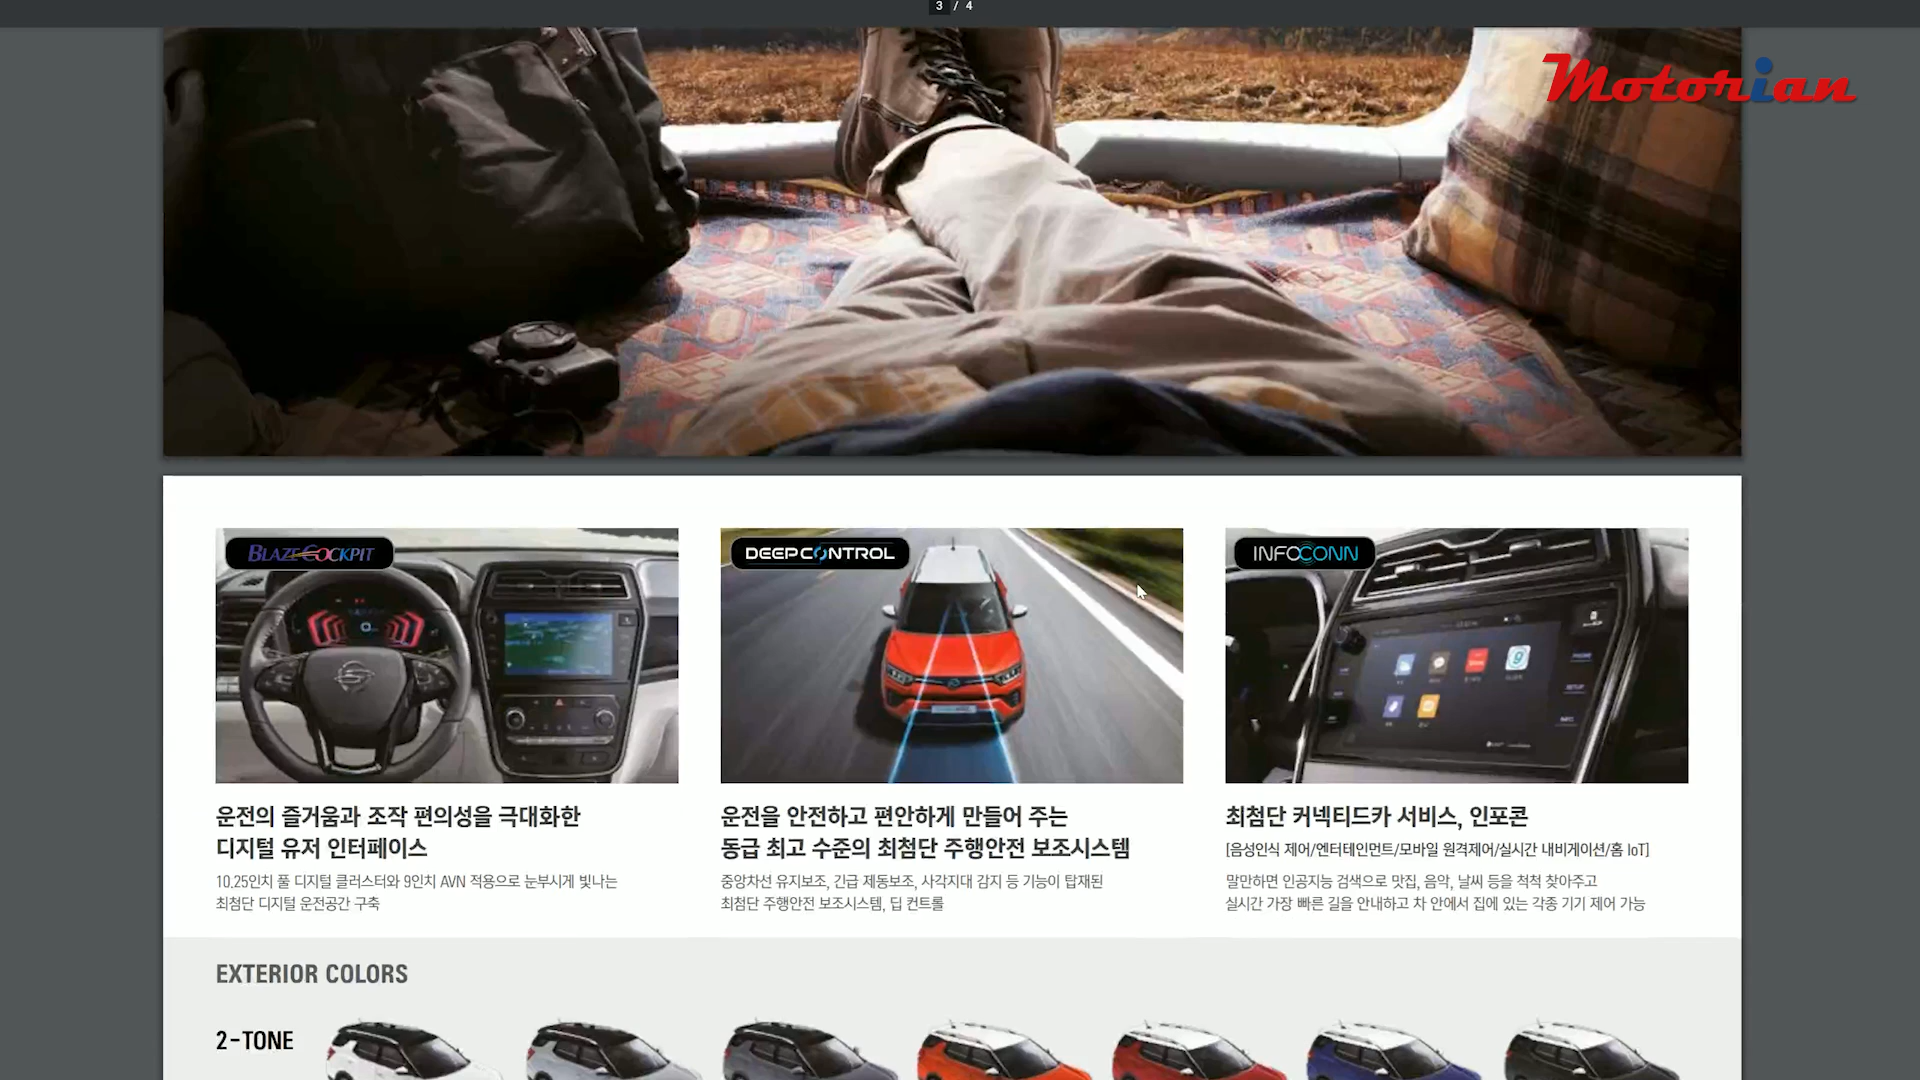 3 / 4
Motorian
BLAZE COCKPIT
DEEP CONTROL
INFOCONN
운전의 즐거움과 조작 편의성을 극대화한
디지털 유저 인터페이스
10.25인치 풀 디지털 클러스터와 9인치 AVN 적용으로 눈부시게 빛나는
최첨단 디지털 운전공간 구축
운전을 안전하고 편안하게 만들어 주는
동급 최고 수준의 최첨단 주행안전 보조시스템
중앙차선 유지보조, 긴급 제동보조, 사각지대 감지 등 기능이 탑재된
최첨단 주행안전 보조시스템, 딥 컨트롤
최첨단 커넥티드카 서비스, 인포콘
[음성인식 제어/엔터테인먼트/모바일 원격제어/실시간 내비게이션/홈 IoT]
말만하면 인공지능 검색으로 맛집, 음악, 날씨 등을 척척 찾아주고
실시간 가장 빠른 길을 안내하고 차 안에서 집에 있는 각종 기기 제어 가능
EXTERIOR COLORS
2-TONE